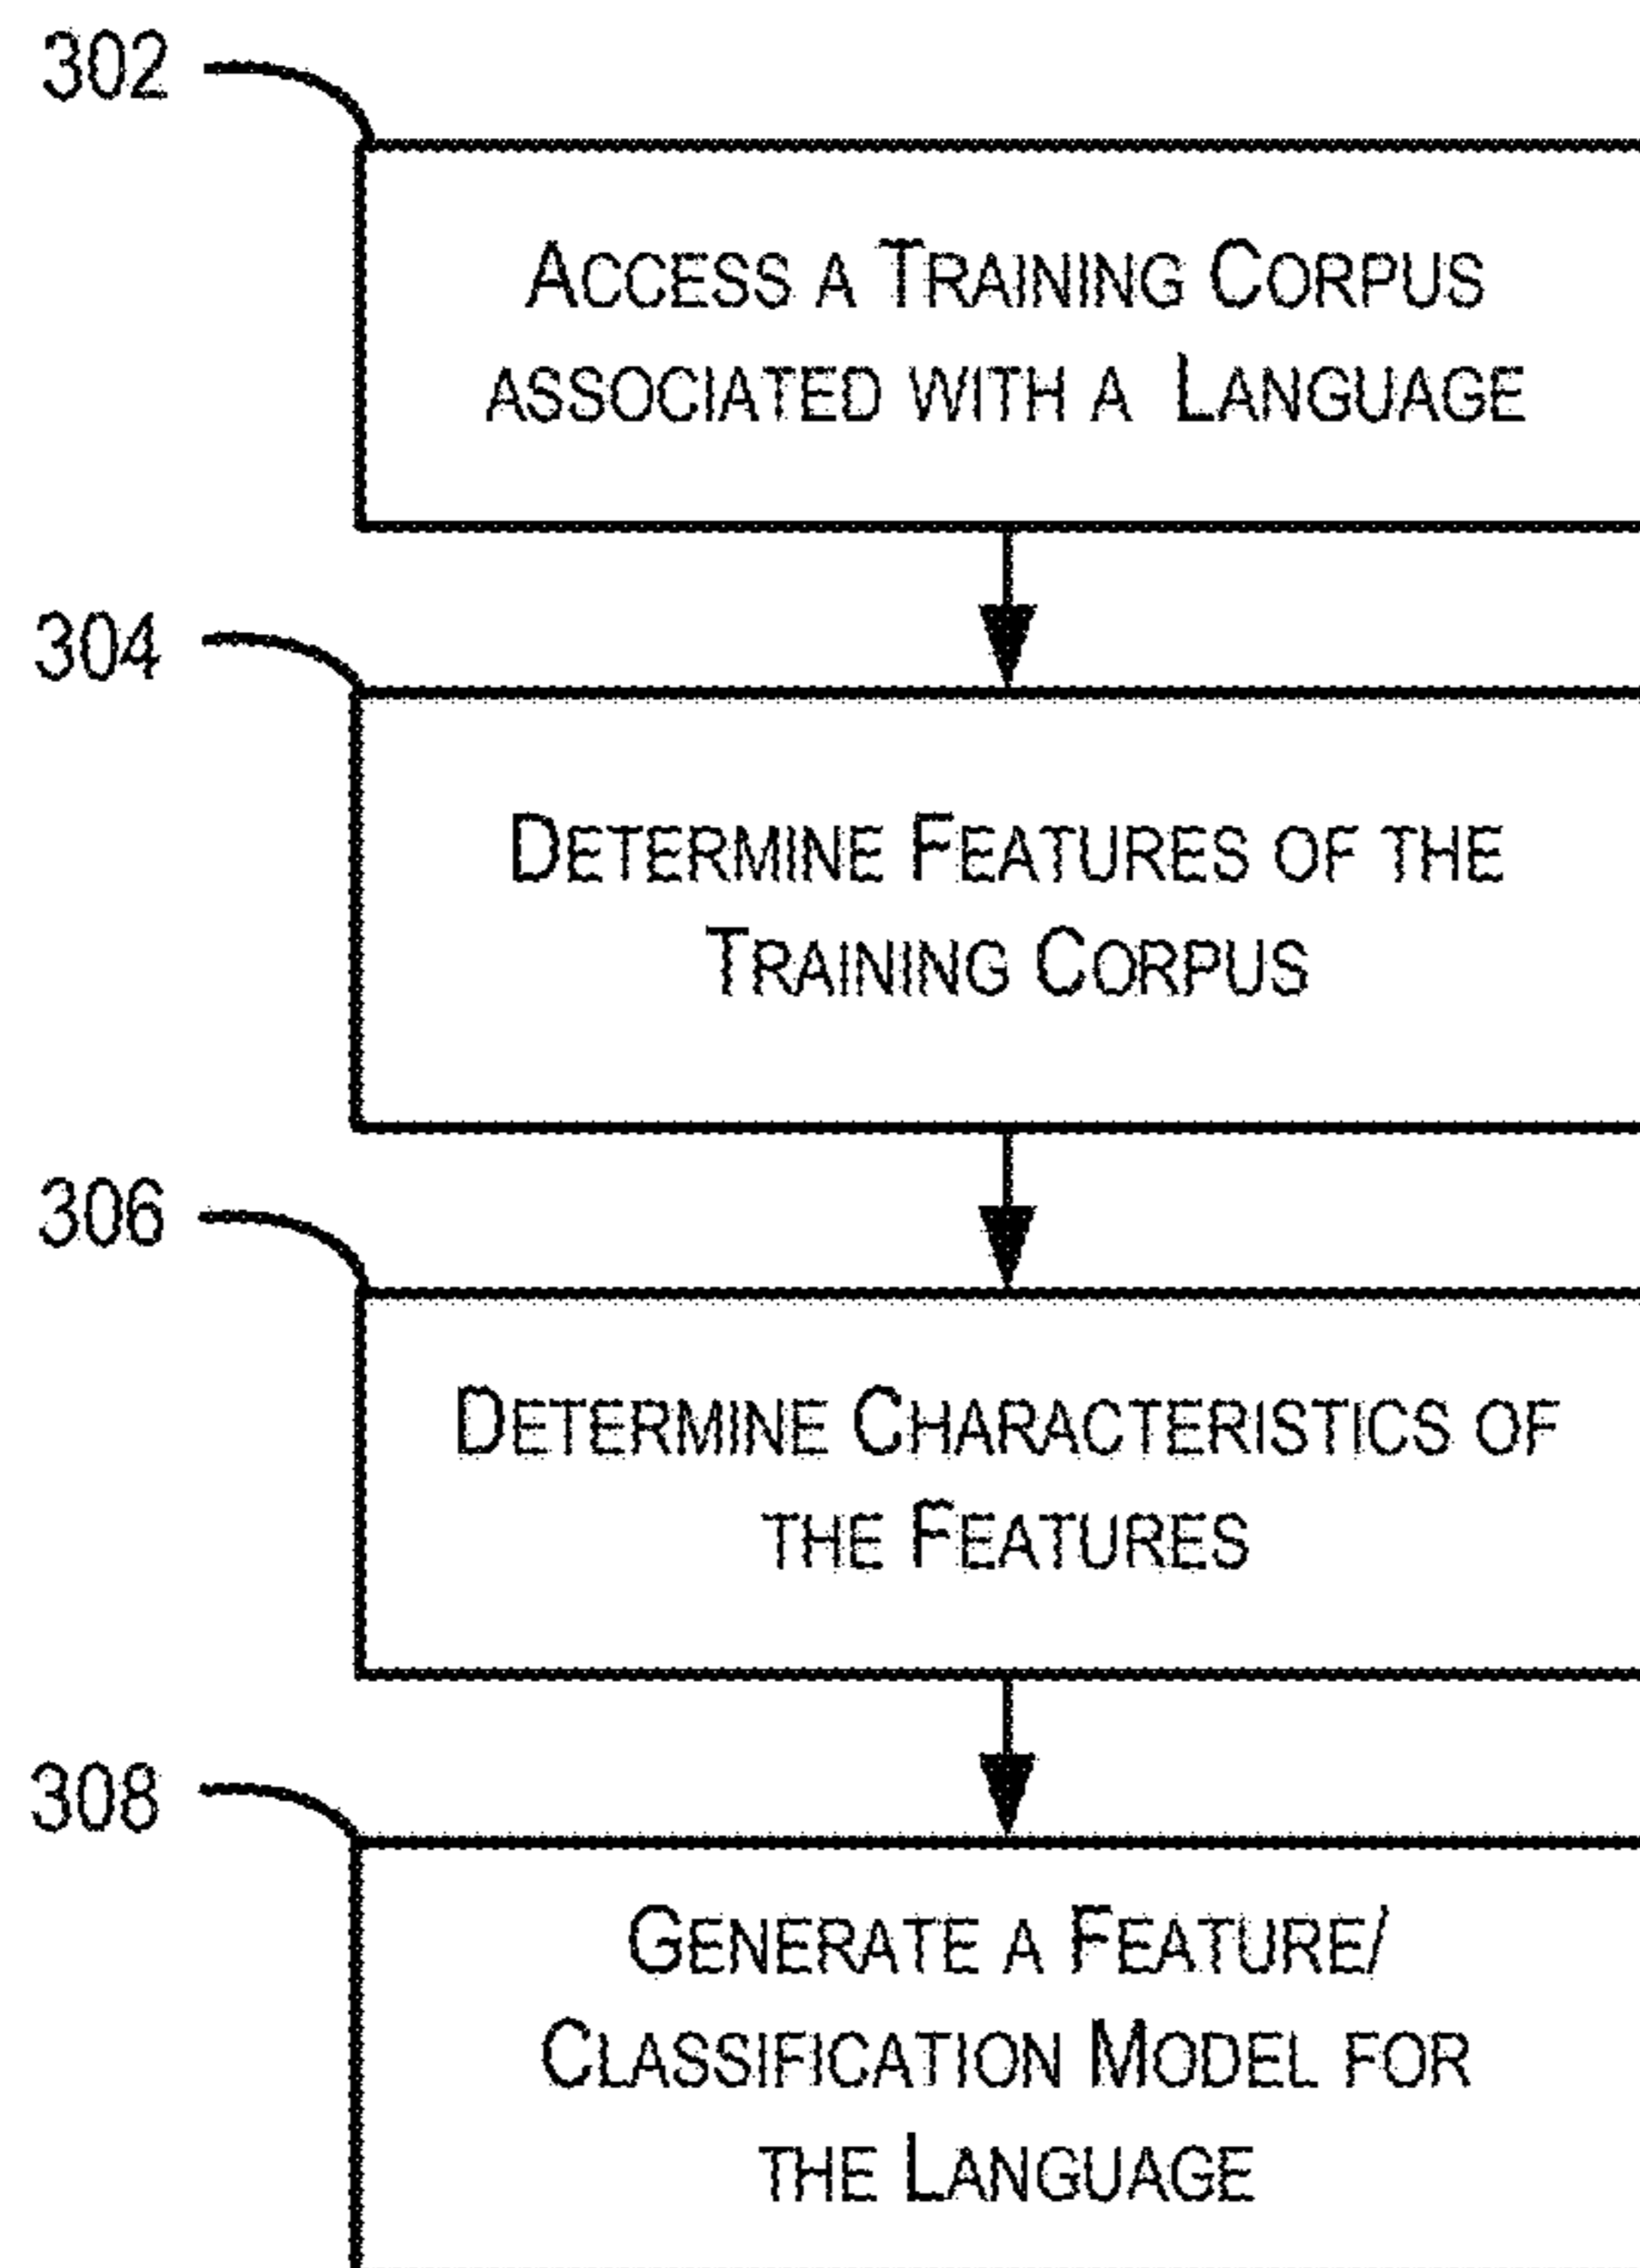 302
ACCESS A TRAINING CORPUS
ASSOCIATED WITH A LANGUAGE
304
DETERMINE FEATURES OF THE
TRAINING CORPUS
306
DETERMINE CHARACTERISTICS OF
THE FEATURES
308
GENERATE A FEATURE/
CLASSIFICATION MODEL FOR
THE LANGUAGE